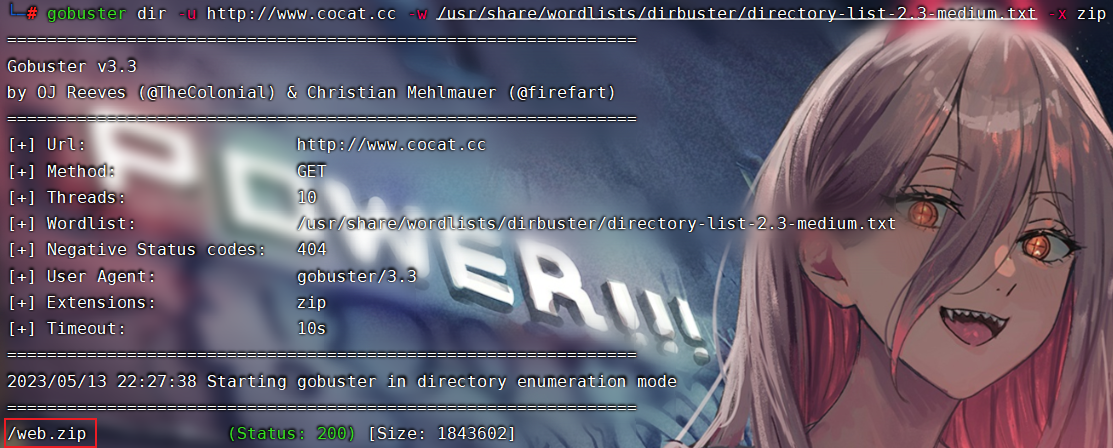 └─# gobuster dir -u http://www.cocat.cc -w /usr/share/wordlists/dirbuster/directory-list-2.3-medium.txt -x zip
===============================================================
Gobuster v3.3
by OJ Reeves (@TheColonial) & Christian Mehlmauer (@firefart)
===============================================================
[+] Url: http://www.cocat.cc
[+] Method: GET
[+] Threads: 10
[+] Wordlist: /usr/share/wordlists/dirbuster/directory-list-2.3-medium.txt
[+] Negative Status codes: 404
[+] User Agent: gobuster/3.3
[+] Extensions: zip
[+] Timeout: 10s
===============================================================
2023/05/13 22:27:38 Starting gobuster in directory enumeration mode
===============================================================
/web.zip (Status: 200) [Size: 1843602]
POWER!!!